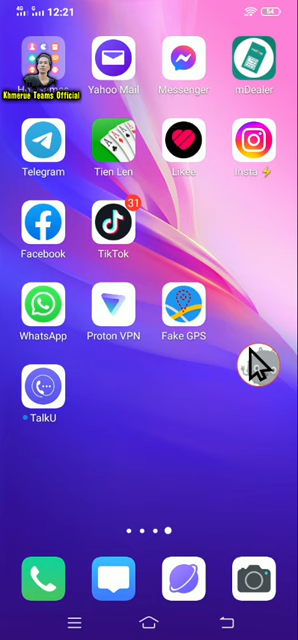 4G G 12:21 54
Khmerue Teams Official
Yahoo Mail Messenger mDealer
Telegram Tien Len Likee Insta ⚡
31
Facebook TikTok
WhatsApp Proton VPN Fake GPS
TalkU